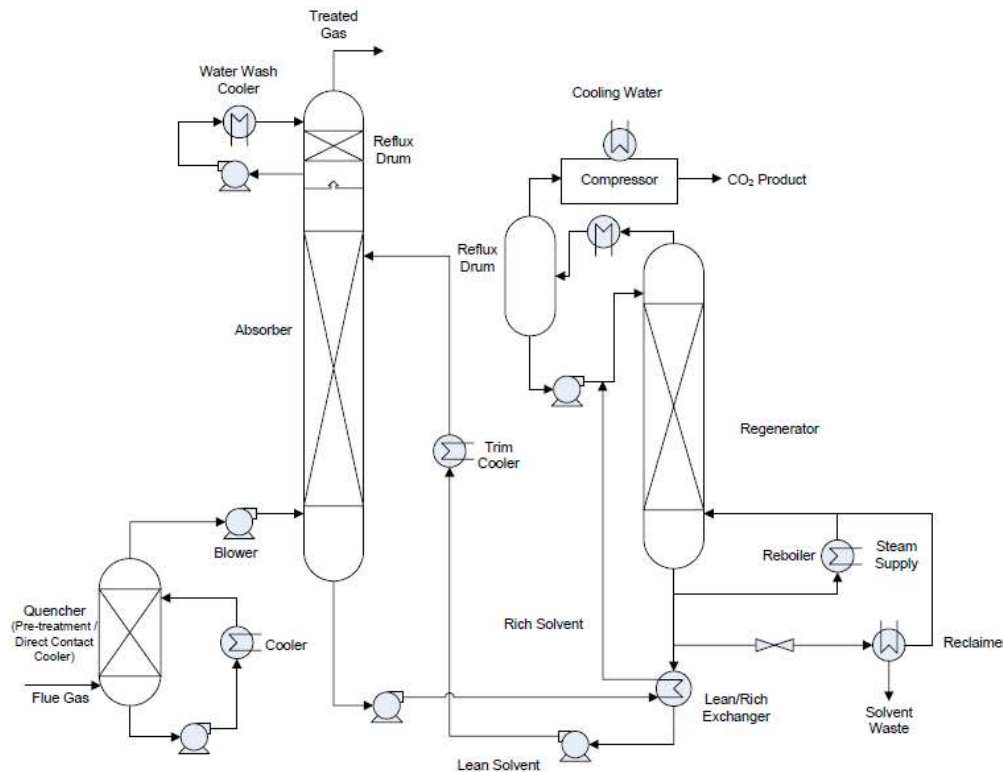 Treated
Gas
Water Wash
Cooler
Reflux
Drum
Cooling Water
Compressor
CO₂ Product
Reflux
Drum
Absorber
Regenerator
Trim
Cooler
Blower
Reboiler
Steam
Supply
Quencher
(Pre-treatment /
Direct Contact
Cooler)
Cooler
Rich Solvent
Reclaimer
Flue Gas
Lean/Rich
Exchanger
Solvent
Waste
Lean Solvent